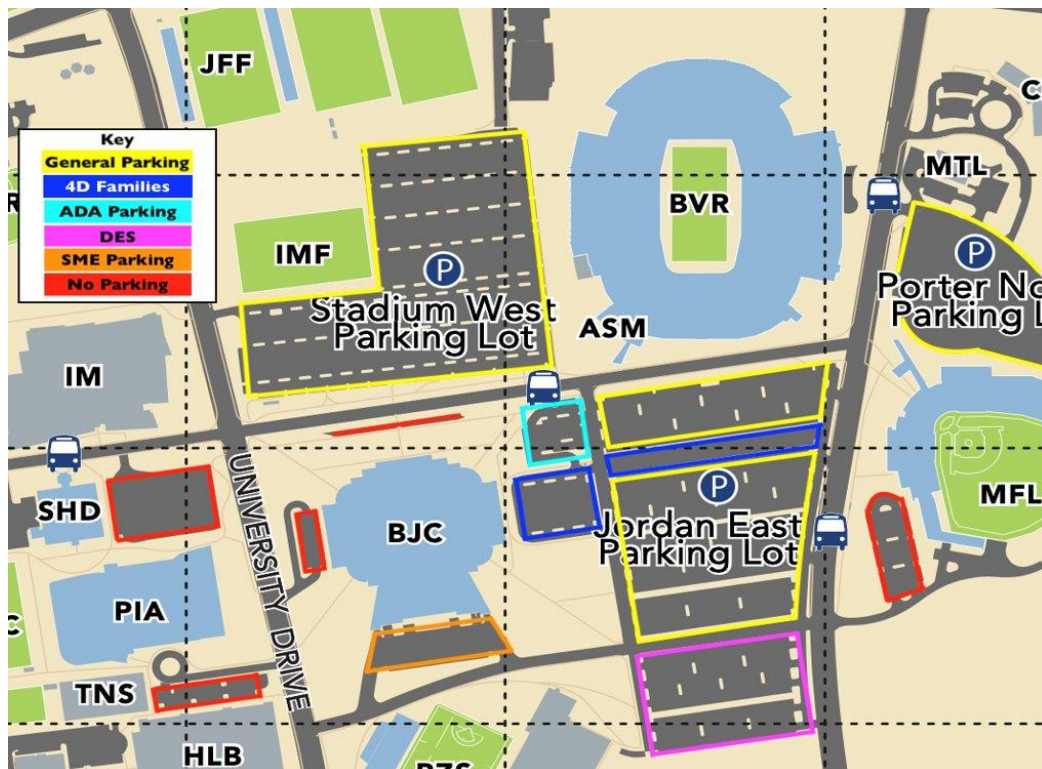 JFF
Key
General Parking
4D Families
ADA Parking
DES
SME Parking
No Parking
C
MTL
R
BVR
IMF
P
Stadium West
Parking Lot
P
Porter No
Parking L
ASM
IM
UNIVERSITY DRIVE
SHD
BJC
P
Jordan East
Parking Lot
MFL
PIA
C
TNS
HLB